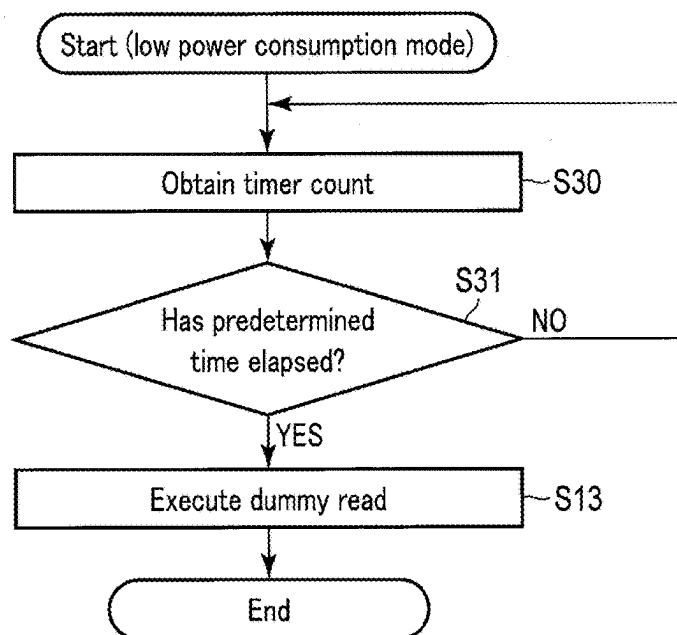 Start (low power consumption mode)
Obtain timer count
S30
S31
Has predetermined
time elapsed?
NO
YES
Execute dummy read
S13
End